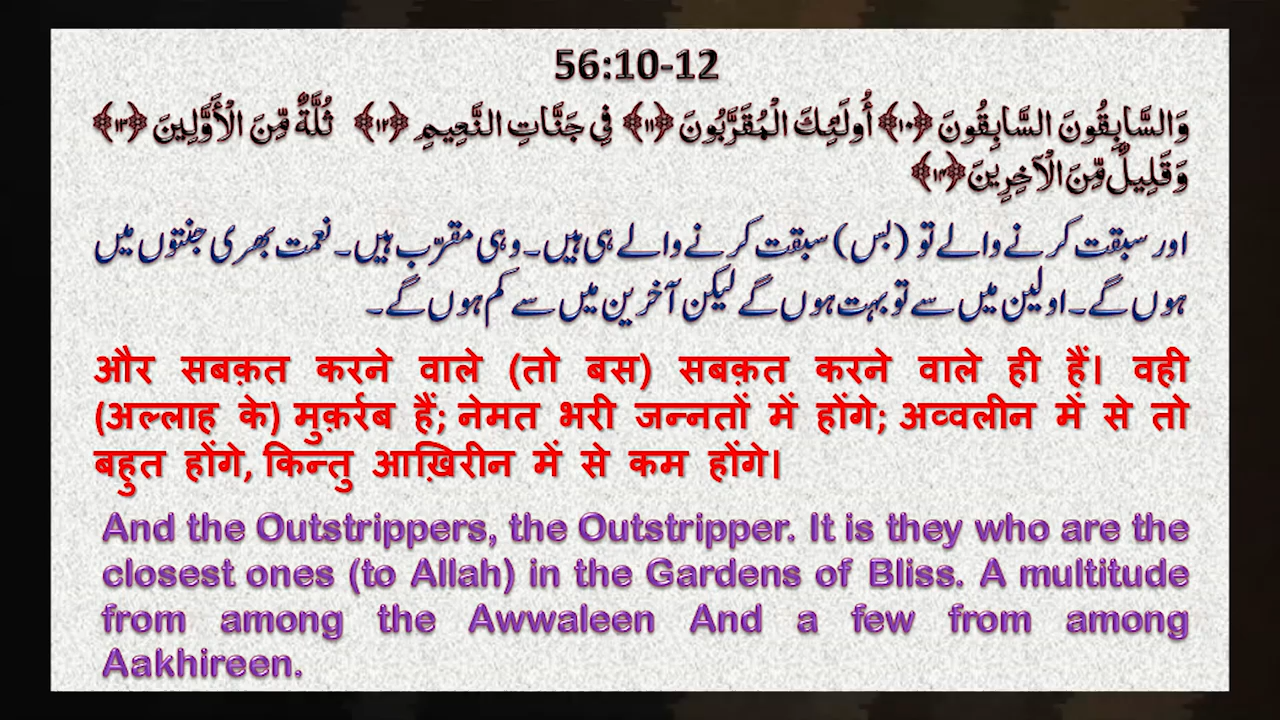 56:10-12
وَالسَّابِقُونَ السَّابِقُونَ ﴿١٠﴾ أُولَٰئِكَ الْمُقَرَّبُونَ ﴿١١﴾ فِي جَنَّاتِ النَّعِيمِ ﴿١٢﴾ ثُلَّةٌ مِّنَ الْأَوَّلِينَ ﴿١٣﴾
وَقَلِيلٌ مِّنَ الْآخِرِينَ ﴿١٤﴾
اور سبقت کرنے والے تو (بس) سبقت کرنے والے ہی ہیں۔ وہی مقرّب ہیں۔ نعمت بھری جنتوں میں
ہوں گے۔ اولین میں سے تو بہت ہوں گے لیکن آخرین میں سے کم ہوں گے۔
और सबक़त करने वाले (तो बस) सबक़त करने वाले ही हैं। वही
(अल्लाह के) मुक़र्रब हैं; नेमत भरी जन्नतों में होंगे; अव्वलीन में से तो
बहुत होंगे, किन्तु आख़िरीन में से कम होंगे।
And the Outstrippers, the Outstripper. It is they who are the
closest ones (to Allah) in the Gardens of Bliss. A multitude
from among the Awwaleen And a few from among
Aakhireen.